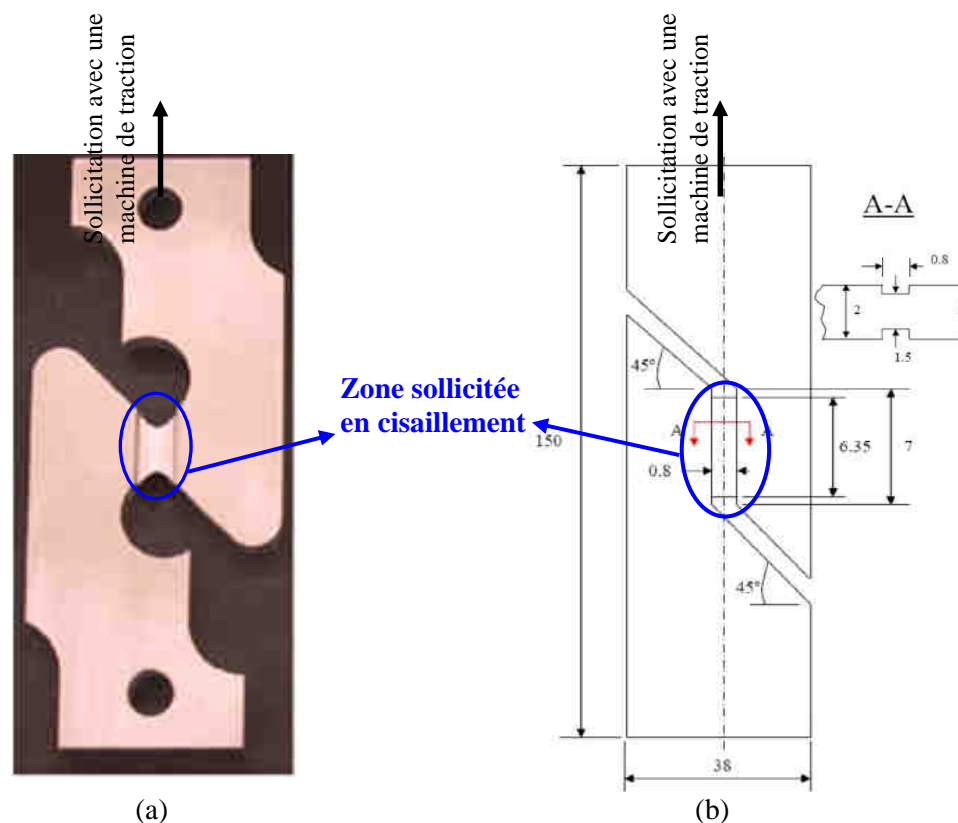 Sollicitation avec une
machine de traction
Sollicitation avec une
machine de traction
A-A
0.8
2
1.5
45°
Zone sollicitée
en cisaillement
150
A
A
0.8
6.35
7
45°
38
(a)
(b)